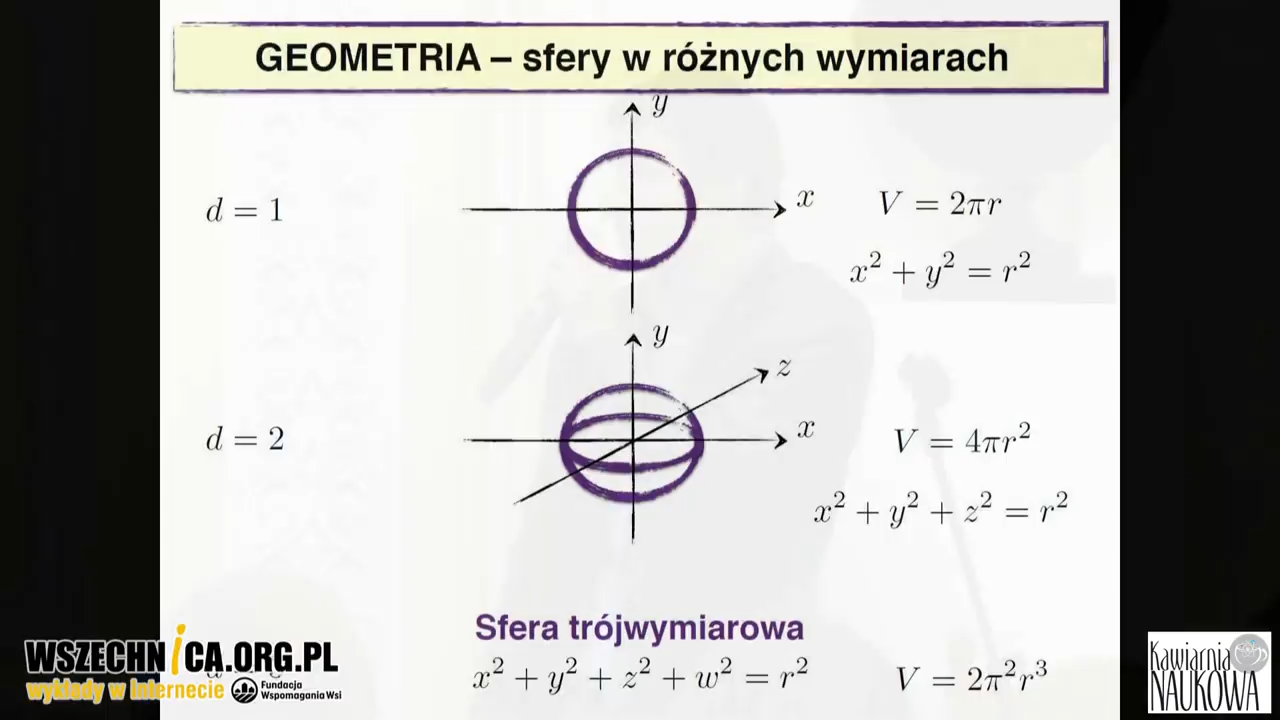 GEOMETRIA – sfery w różnych wymiarach
y
x
d = 1
V = 2πr
x² + y² = r²
y
z
x
d = 2
V = 4πr²
x² + y² + z² = r²
Sfera trójwymiarowa
x² + y² + z² + w² = r²
V = 2π²r³
WSZECHNiCA.ORG.PL
wykłady w Internecie
Fundacja
Wspomagania Wsi
Kawiarnia
NAUKOWA